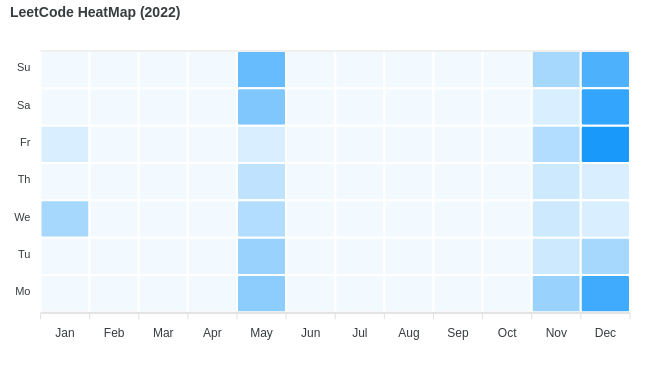 LeetCode HeatMap (2022)
Su
Sa
Fr
Th
We
Tu
Mo
Jan Feb Mar Apr May Jun Jul Aug Sep Oct Nov Dec